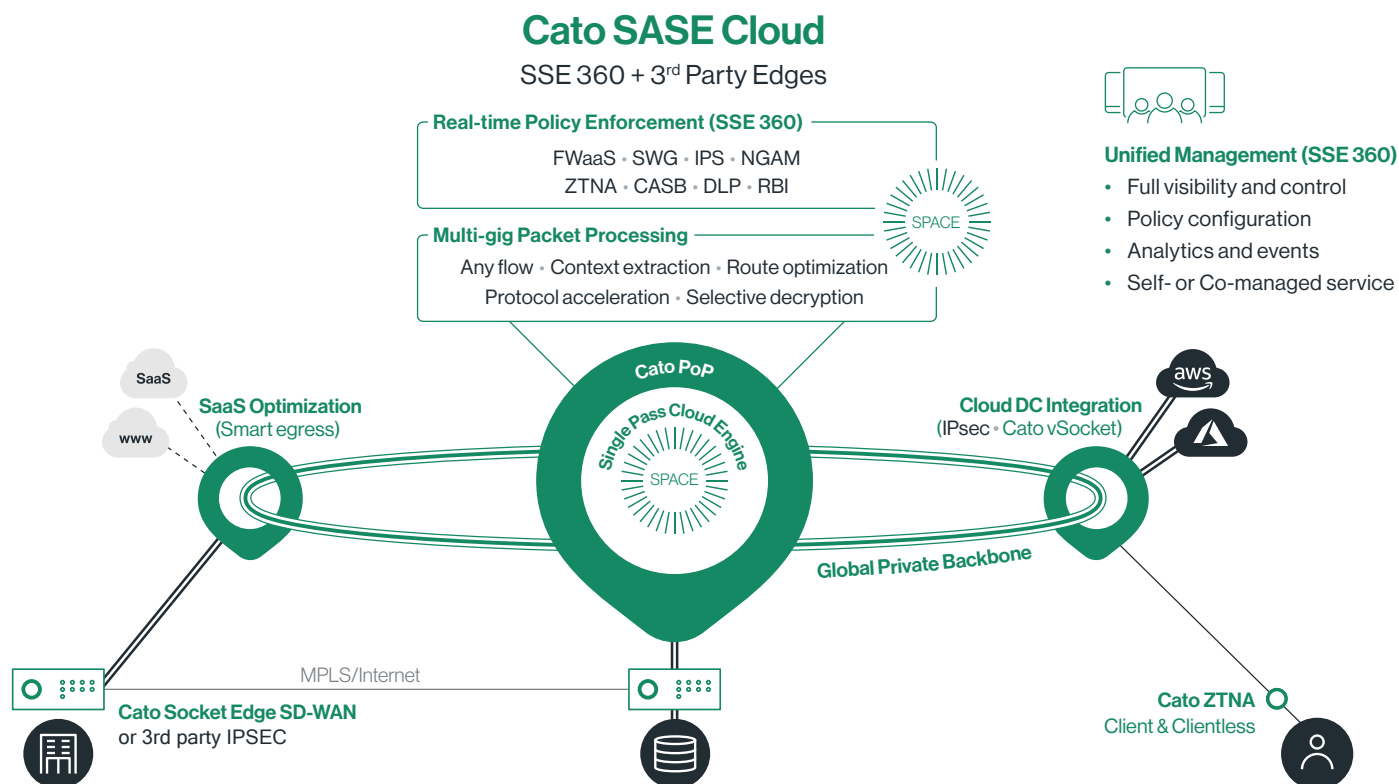 Cato SASE Cloud
SSE 360 + 3rd Party Edges
Real-time Policy Enforcement (SSE 360)
FWaaS • SWG • IPS • NGAM
ZTNA • CASB • DLP • RBI
SPACE
Multi-gig Packet Processing
Any flow • Context extraction • Route optimization
Protocol acceleration • Selective decryption
Unified Management (SSE 360)
• Full visibility and control
• Policy configuration
• Analytics and events
• Self- or Co-managed service
SaaS
www
SaaS Optimization
(Smart egress)
Cato PoP
Single Pass Cloud Engine
SPACE
Cloud DC Integration
(IPsec • Cato vSocket)
aws
Global Private Backbone
MPLS/Internet
Cato Socket Edge SD-WAN
or 3rd party IPSEC
Cato ZTNA
Client & Clientless